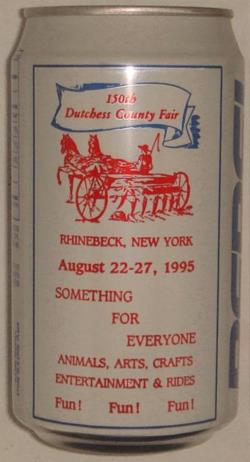 150th
Dutchess County Fair
RHINEBECK, NEW YORK
August 22-27, 1995
SOMETHING
FOR
EVERYONE
ANIMALS, ARTS, CRAFTS
ENTERTAINMENT & RIDES
Fun! Fun! Fun!